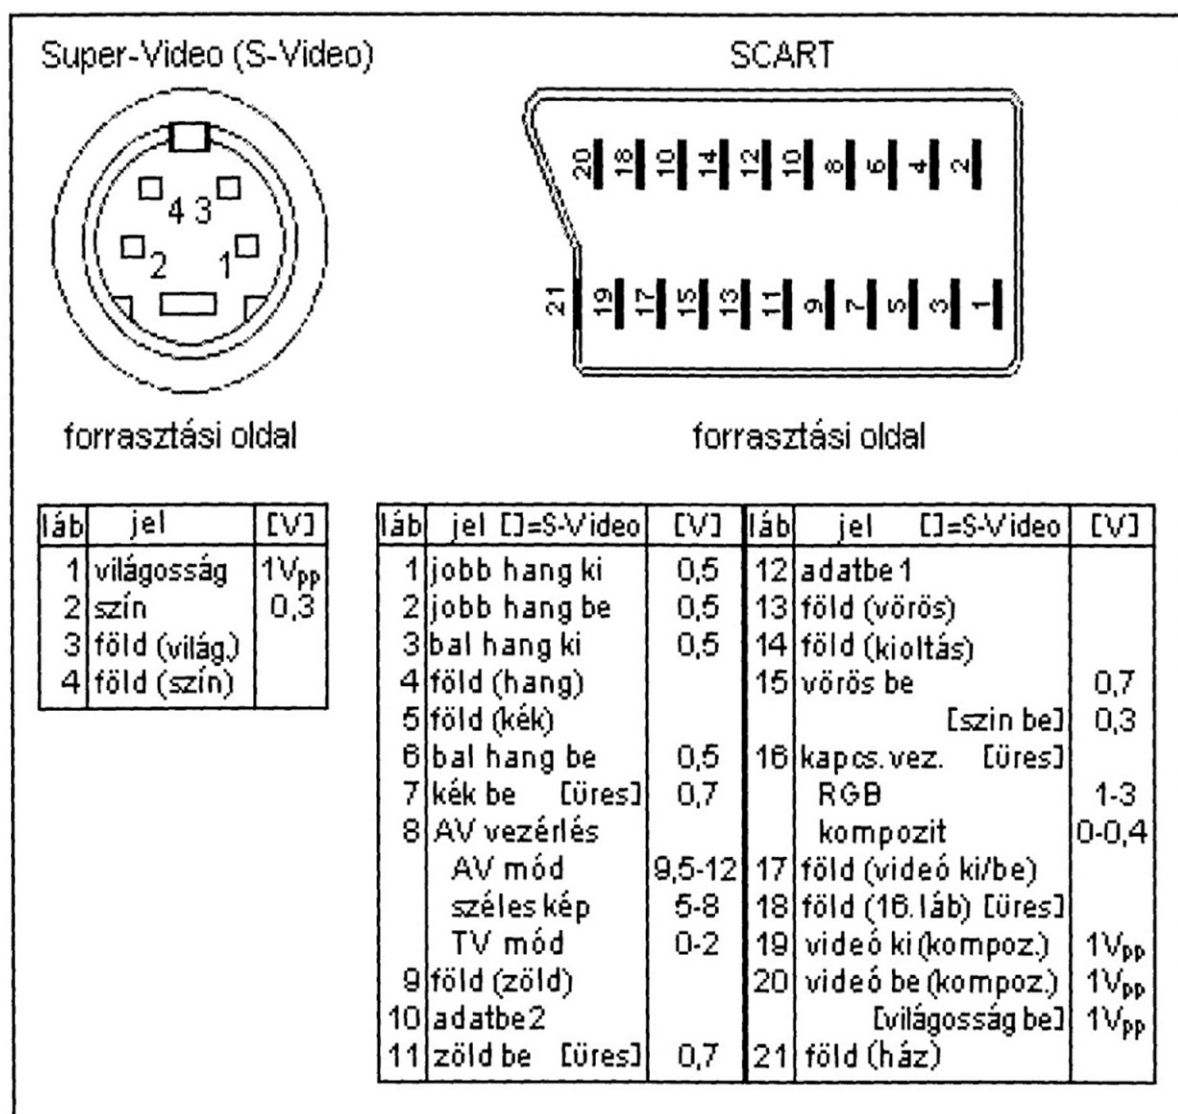 Super-Video (S-Video)
4 3
2 1
forrasztási oldal
SCART
20 18 10 14 12 10 8 6 4 2
21 19 17 15 13 11 9 7 5 3 1
forrasztási oldal
láb jel [V]
1 világosság 1Vpp
2 szín 0,3
3 föld (világ.)
4 föld (szín)
láb jel []=S-Video [V]
1 jobb hang ki 0,5
2 jobb hang be 0,5
3 bal hang ki 0,5
4 föld (hang)
5 föld (kék)
6 bal hang be 0,5
7 kék be [üres] 0,7
8 AV vezérlés
AV mód 9,5-12
széles kép 5-8
TV mód 0-2
9 föld (zöld)
10 adatbe2
11 zöld be [üres] 0,7
láb jel []=S-Video [V]
12 adatbe1
13 föld (vörös)
14 föld (kioltás)
15 vörös be 0,7
[szin be] 0,3
16 kapcs. vez. [üres]
RGB 1-3
kompozit 0-0,4
17 föld (videó ki/be)
18 föld (16. láb) [üres]
19 videó ki (kompoz.) 1Vpp
20 videó be (kompoz.) 1Vpp
[világosság be] 1Vpp
21 föld (ház)